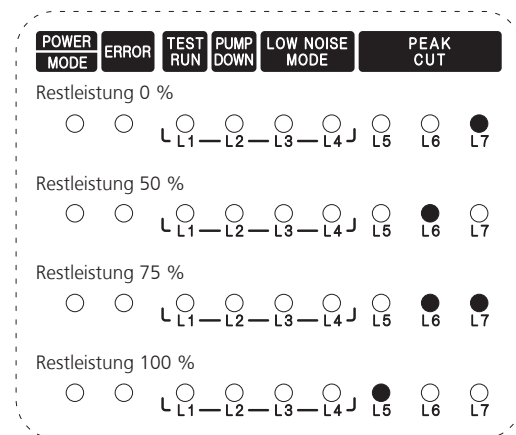 POWER ERROR TEST PUMP LOW NOISE PEAK
MODE RUN DOWN MODE CUT
Restleistung 0 %
L1 L2 L3 L4 L5 L6 L7
Restleistung 50 %
L1 L2 L3 L4 L5 L6 L7
Restleistung 75 %
L1 L2 L3 L4 L5 L6 L7
Restleistung 100 %
L1 L2 L3 L4 L5 L6 L7